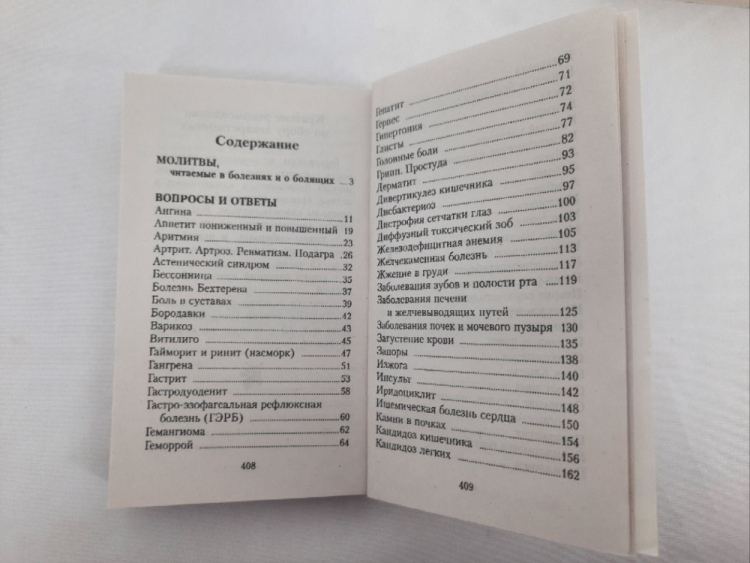 Содержание
МОЛИТВЫ,
читаемые в болезнях и о болящих ...3
ВОПРОСЫ И ОТВЕТЫ
Ангина ... 11
Аппетит пониженный и повышенный 19
Аритмия ... 23
Артрит. Артроз. Ревматизм. Подагра . 26
Астенический синдром ... 32
Бессонница ... 35
Болезнь Бехтерева ... 37
Боль в суставах ... 39
Бородавки ... 42
Варикоз ... 43
Витилиго ... 45
Гайморит и ринит (насморк) ... 47
Гангрена ... 51
Гастрит ... 53
Гастродуоденит ... 58
Гастро-эзофагеальная рефлюксная
болезнь (ГЭРБ) ... 60
Гемангиома ... 62
Геморрой ... 64
408
Гепатит ... 69
Герпес ... 71
Гипертония ... 72
Глисты ... 74
Головные боли ... 77
Грипп. Простуда ... 82
Дерматит ... 93
Дивертикулез кишечника ... 95
Дисбактериоз ... 97
Дистрофия сетчатки глаз ... 100
Диффузный токсический зоб ... 103
Железодефицитная анемия ... 105
Желчекаменная болезнь ... 113
Жжение в груди ... 117
Заболевания зубов и полости рта ... 119
Заболевания печени
и желчевыводящих путей ... 125
Заболевания почек и мочевого пузыря 130
Загустение крови ... 135
Запоры ... 138
Изжога ... 140
Инсульт ... 142
Иридоциклит ... 148
Ишемическая болезнь сердца ... 150
Камни в почках ... 154
Кандидоз кишечника ... 156
Кандидоз легких ... 162
409